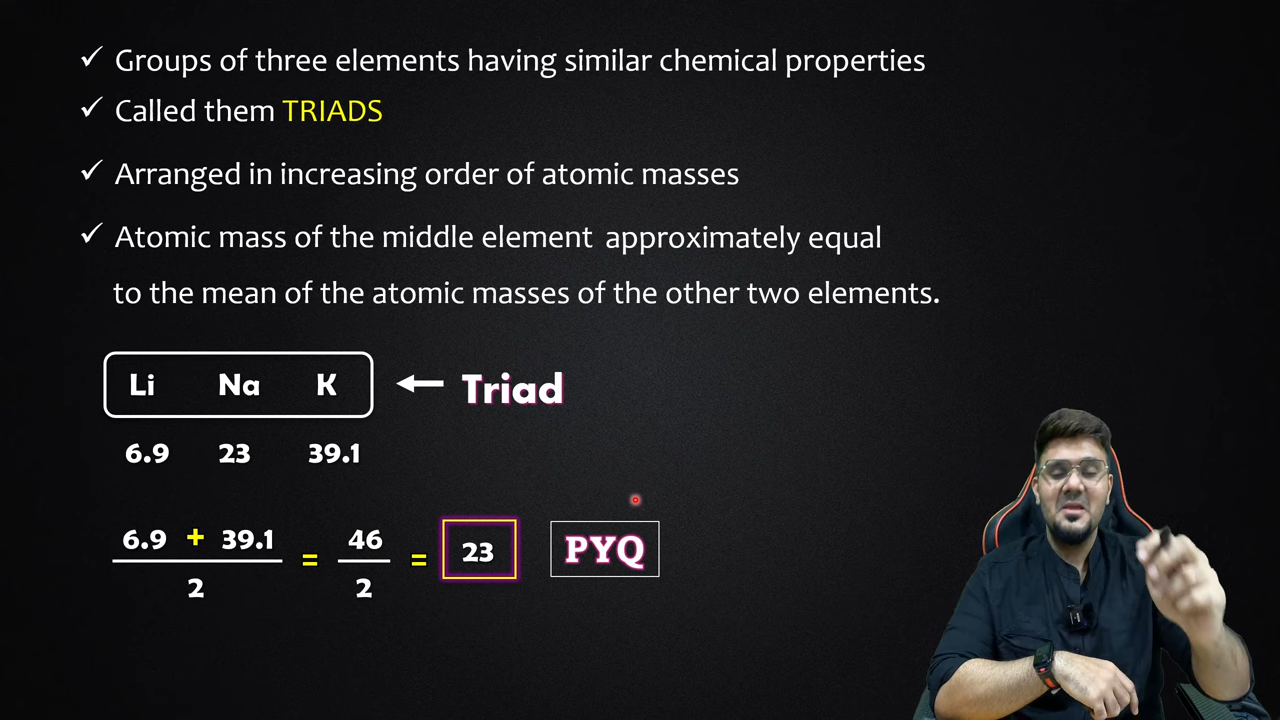 ✓ Groups of three elements having similar chemical properties
✓ Called them TRIADS
✓ Arranged in increasing order of atomic masses
✓ Atomic mass of the middle element approximately equal
to the mean of the atomic masses of the other two elements.
Li Na K ← Triad
6.9 23 39.1
6.9 + 39.1 46
= = 23 PYQ
2 2